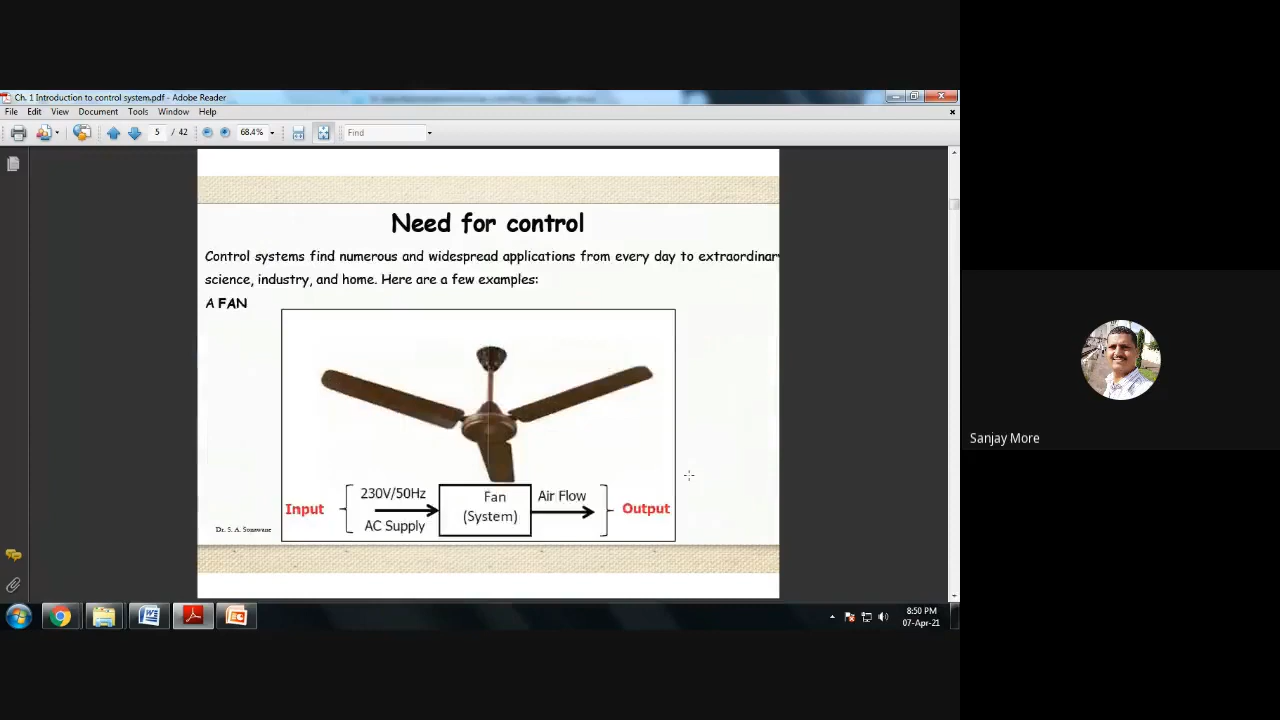 Ch. 1 Introduction to control system.pdf - Adobe Reader
File Edit View Document Tools Window Help
5 / 42 68.4% Find
Need for control
Control systems find numerous and widespread applications from every day to extraordinar
science, industry, and home. Here are a few examples:
A FAN
Input
230V/50Hz
AC Supply
Fan
(System)
Air Flow
Output
Dr. S. A. Sonawane
Sanjay More
8:50 PM
07-Apr-21